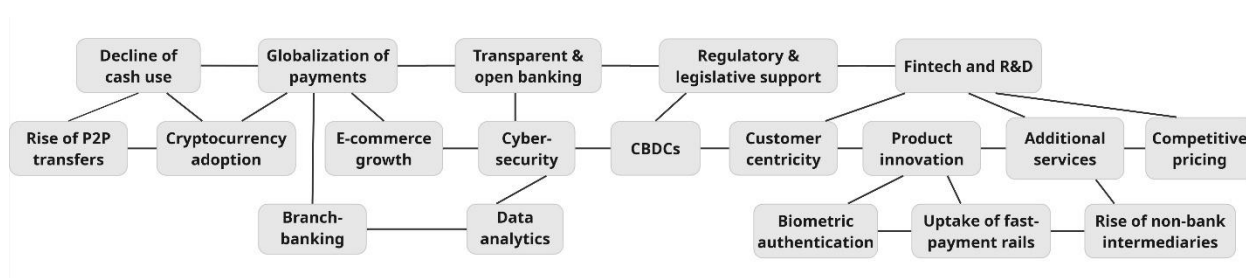 Decline of
cash use
Globalization of
payments
Transparent &
open banking
Regulatory &
legislative support
Fintech and R&D
Rise of P2P
transfers
Cryptocurrency
adoption
E-commerce
growth
Cyber-
security
CBDCs
Customer
centricity
Product
innovation
Additional
services
Competitive
pricing
Branch-
banking
Data
analytics
Biometric
authentication
Uptake of fast-
payment rails
Rise of non-bank
intermediaries